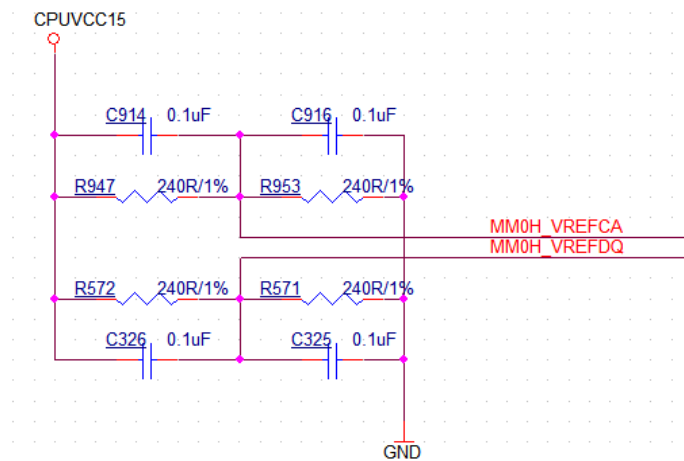 CPUVCC15
C914 0.1uF C916 0.1uF
R947 240R/1% R953 240R/1%
MM0H_VREFCA
MM0H_VREFDQ
R572 240R/1% R571 240R/1%
C326 0.1uF C325 0.1uF
GND